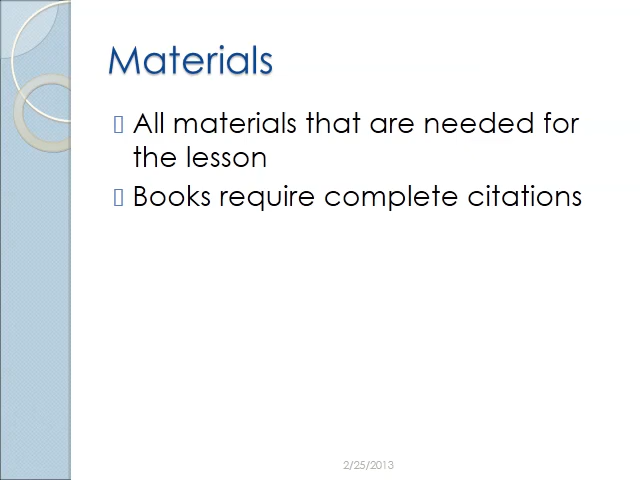 Materials
All materials that are needed for
the lesson
Books require complete citations
2/25/2013